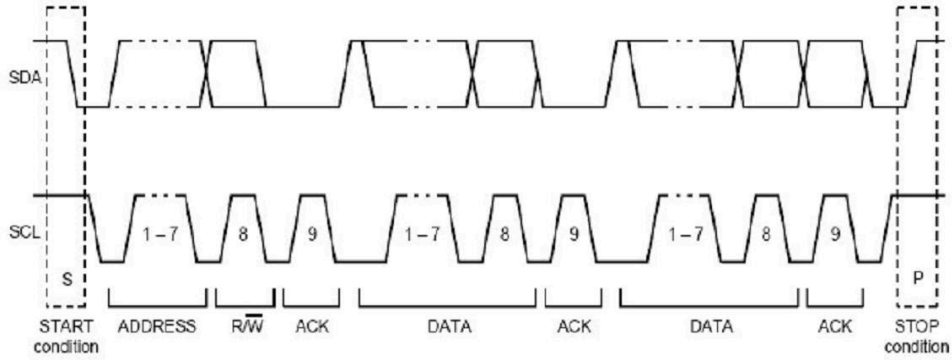 SDA
SCL
1 – 7 8 9 1 – 7 8 9 1 – 7 8 9
S P
START condition ADDRESS R/W ACK DATA ACK DATA ACK STOP condition